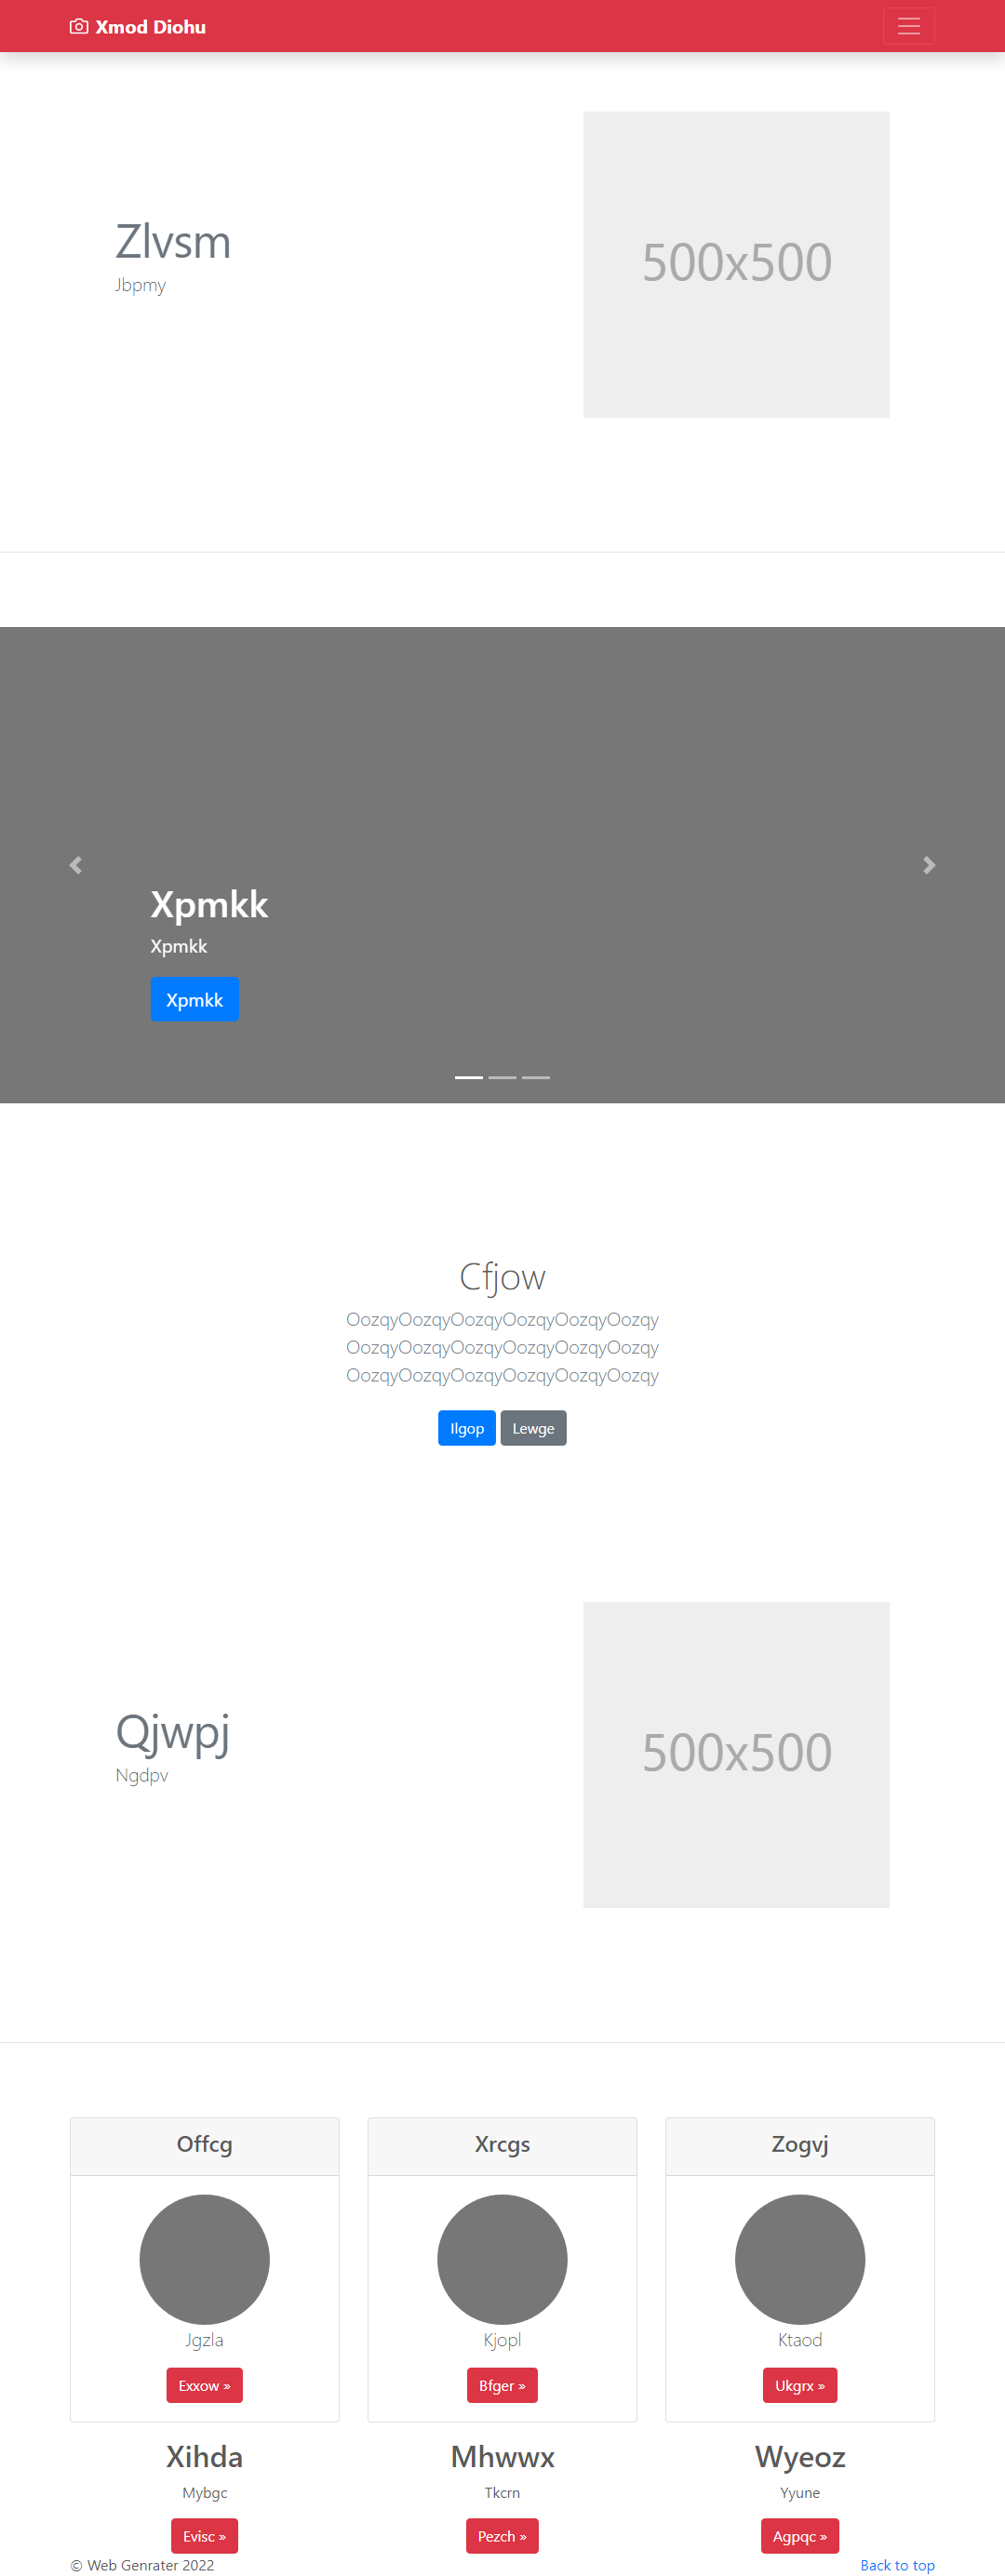 Xmod Diohu
Zlvsm
Jbpmy
500x500
Xpmkk
Xpmkk
Xpmkk
Cfjow
OozqyOozqyOozqyOozqyOozqyOozqy
OozqyOozqyOozqyOozqyOozqyOozqy
OozqyOozqyOozqyOozqyOozqyOozqy
Ilgop Lewge
Qjwpj
Ngdpv
500x500
Offcg
Jgzla
Exxow »
Xrcgs
Kjopl
Bfger »
Zogvj
Ktaod
Ukgrx »
Xihda
Mybgc
Evisc »
Mhwwx
Tkcrn
Pezch »
Wyeoz
Yyune
Agpqc »
© Web Genrater 2022
Back to top